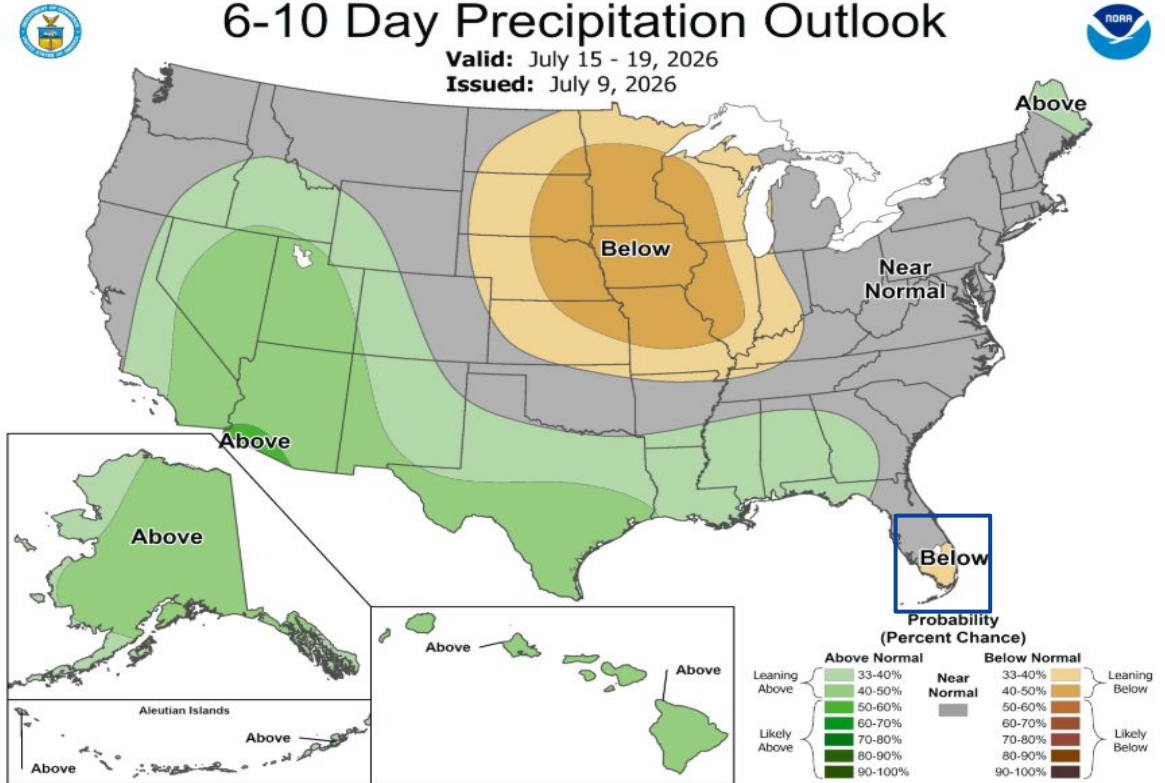 6-10 Day Precipitation Outlook
Valid: July 15 - 19, 2026
Issued: July 9, 2026
NOAA
Above
Below
Near
Normal
Above
Below
Above
Above
Above
Aleutian Islands
Above
Above
Probability
(Percent Chance)
Above Normal
Below Normal
Leaning
Above
33-40%
40-50%
Near
Normal
33-40%
40-50%
Leaning
Below
Likely
Above
50-60%
60-70%
70-80%
80-90%
90-100%
50-60%
60-70%
70-80%
80-90%
90-100%
Likely
Below